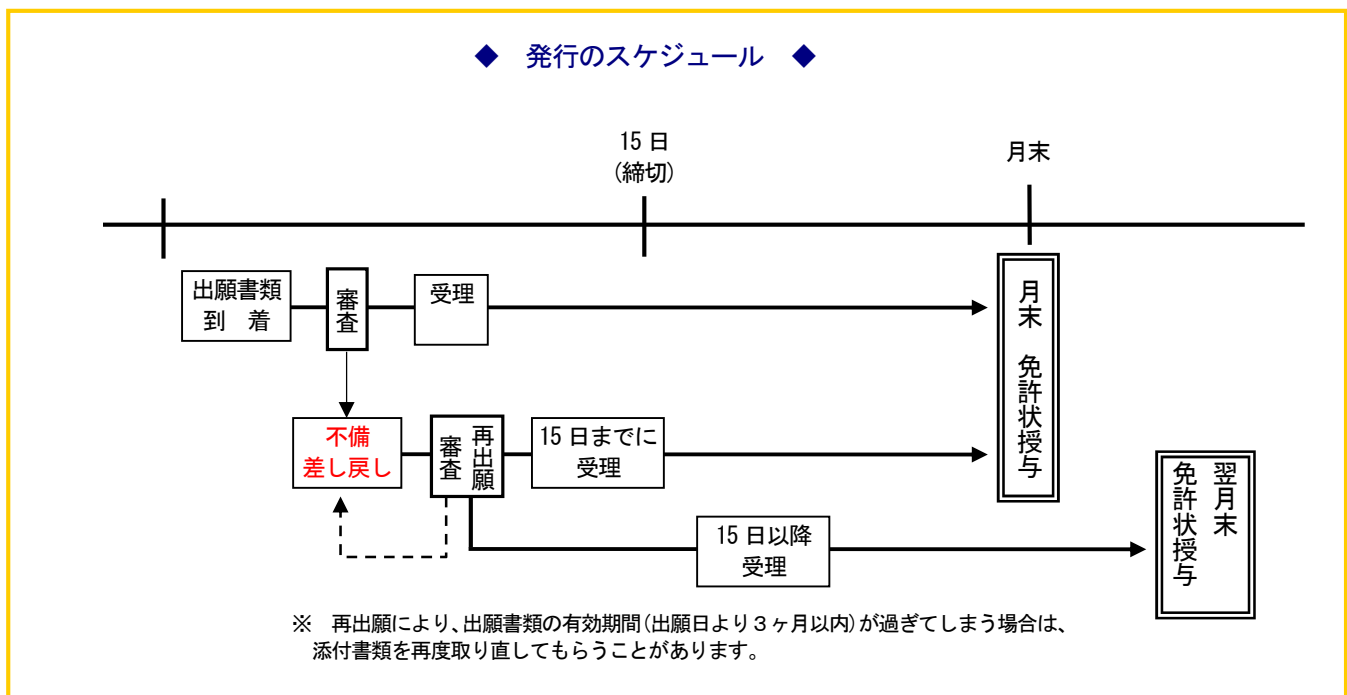 ◆ 発行のスケジュール ◆
15 日
(締切)
月末
出願書類
到 着
審査
受理
月末 免許状授与
不備
差し戻し
再出願
審査
15 日までに
受理
15 日以降
受理
翌月末
免許状授与
※ 再出願により、出願書類の有効期間(出願日より３ヶ月以内)が過ぎてしまう場合は、
添付書類を再度取り直してもらうことがあります。